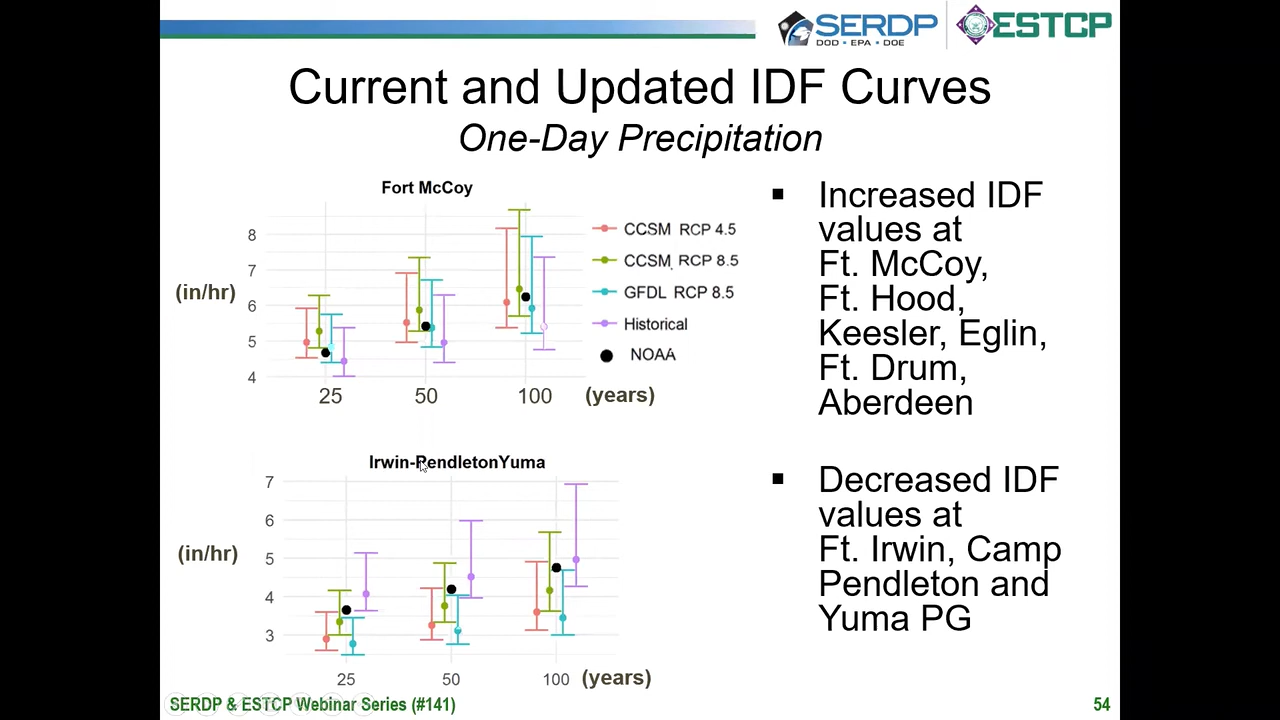 SERDP
DOD • EPA • DOE
ESTCP
Current and Updated IDF Curves
One-Day Precipitation
Fort McCoy
8
7
6
5
4
(in/hr)
25 50 100 (years)
CCSM RCP 4.5
CCSM, RCP 8.5
GFDL RCP 8.5
Historical
NOAA
▪ Increased IDF
values at
Ft. McCoy,
Ft. Hood,
Keesler, Eglin,
Ft. Drum,
Aberdeen
Irwin-PendletonYuma
7
6
5
4
3
(in/hr)
25 50 100 (years)
▪ Decreased IDF
values at
Ft. Irwin, Camp
Pendleton and
Yuma PG
SERDP & ESTCP Webinar Series (#141)
54